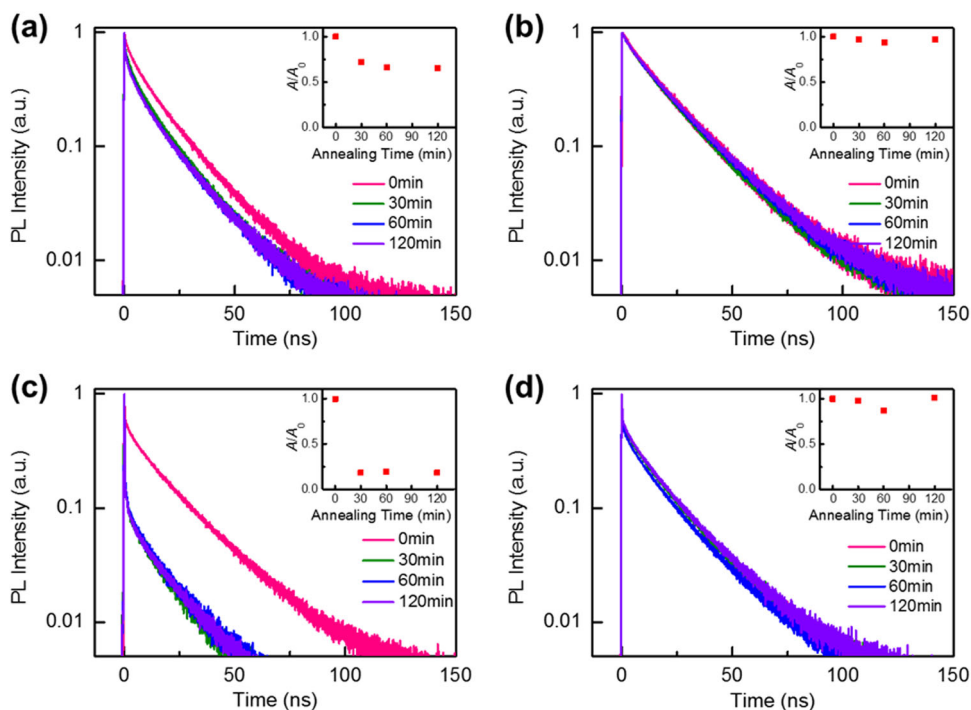 (a)
1
0.1
0.01
PL Intensity (a.u.)
0 50 100 150
Time (ns)
1.0
0.5
0.0
A/A0
0 30 60 90 120
Annealing Time (min)
0min
30min
60min
120min
(b)
1
0.1
0.01
PL Intensity (a.u.)
0 50 100 150
Time (ns)
1.0
0.5
0.0
A/A0
0 30 60 90 120
Annealing Time (min)
0min
30min
60min
120min
(c)
1
0.1
0.01
PL Intensity (a.u.)
0 50 100 150
Time (ns)
1.0
0.5
0.0
A/A0
0 30 60 90 120
Annealing Time (min)
0min
30min
60min
120min
(d)
1
0.1
0.01
PL Intensity (a.u.)
0 50 100 150
Time (ns)
1.0
0.5
0.0
A/A0
0 30 60 90 120
Annealing Time (min)
0min
30min
60min
120min